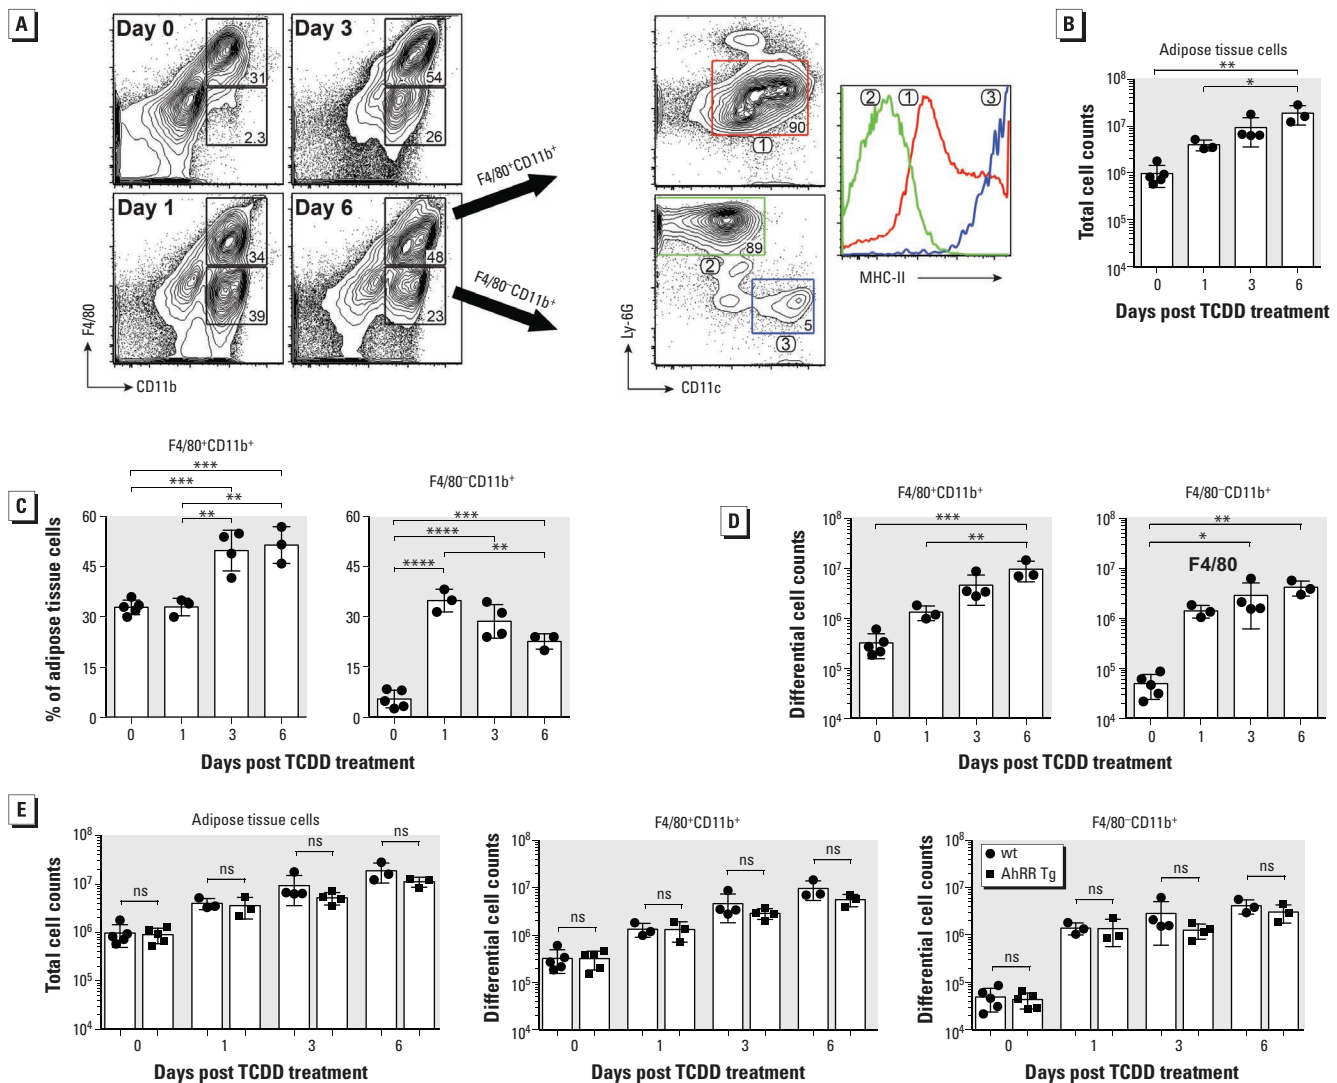 A
Day 0
31
2.3
Day 3
54
26
Day 1
34
39
Day 6
48
23
F4/80
CD11b
F4/80⁺CD11b⁺
F4/80⁻CD11b⁺
90
1
89
2
5
3
Ly-6G
CD11c
2
1
3
MHC-II
B
Adipose tissue cells
**
*
Total cell counts
10⁸
10⁷
10⁶
10⁵
10⁴
0 1 3 6
Days post TCDD treatment
C
F4/80⁺CD11b⁺
***
***
**
**
% of adipose tissue cells
60
45
30
15
0
0 1 3 6
F4/80⁻CD11b⁺
***
****
**
****
60
45
30
15
0
0 1 3 6
Days post TCDD treatment
D
F4/80⁺CD11b⁺
***
**
Differential cell counts
10⁸
10⁷
10⁶
10⁵
10⁴
0 1 3 6
F4/80⁻CD11b⁺
**
*
F4/80
10⁸
10⁷
10⁶
10⁵
10⁴
0 1 3 6
Days post TCDD treatment
E
Adipose tissue cells
ns ns ns ns
Total cell counts
10⁸
10⁷
10⁶
10⁵
10⁴
0 1 3 6
Days post TCDD treatment
F4/80⁺CD11b⁺
ns ns ns ns
Differential cell counts
10⁸
10⁷
10⁶
10⁵
10⁴
0 1 3 6
Days post TCDD treatment
F4/80⁻CD11b⁺
wt
AhRR Tg
ns ns ns ns
Differential cell counts
10⁸
10⁷
10⁶
10⁵
10⁴
0 1 3 6
Days post TCDD treatment